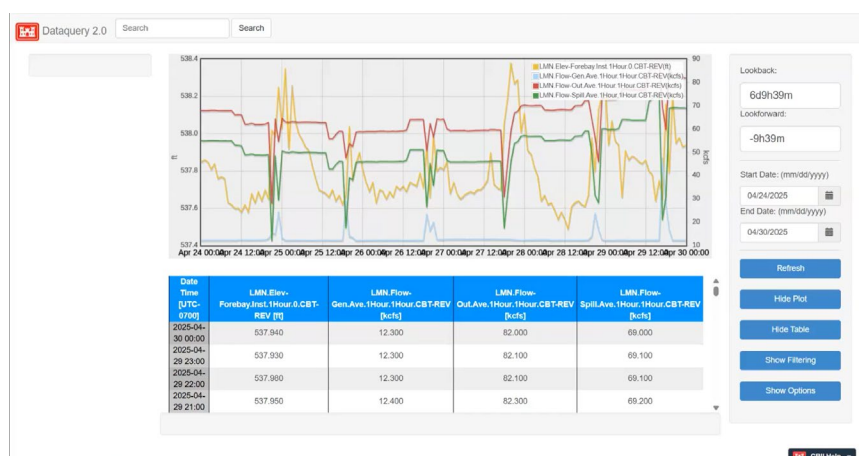 Dataquery 2.0
Search
Search
538.4
538.2
538.0
537.8
537.6
537.4
ft
90
80
70
60
50
40
30
20
10
kcfs
LMN.Elev-Forebay.Inst.1Hour.0.CBT-REV(ft)
LMN.Flow-Gen.Ave.1Hour.1Hour.CBT-REV(kcfs)
LMN.Flow-Out.Ave.1Hour.1Hour.CBT-REV(kcfs)
LMN.Flow-Spill.Ave.1Hour.1Hour.CBT-REV(kcfs)
Apr 24 00:00
Apr 24 12:00
Apr 25 00:00
Apr 25 12:00
Apr 26 00:00
Apr 26 12:00
Apr 27 00:00
Apr 27 12:00
Apr 28 00:00
Apr 28 12:00
Apr 29 00:00
Apr 29 12:00
Apr 30 00:00
Date
Time
[UTC-
0700]
LMN.Elev-
Forebay.Inst.1Hour.0.CBT-
REV [ft]
LMN.Flow-
Gen.Ave.1Hour.1Hour.CBT-REV
[kcfs]
LMN.Flow-
Out.Ave.1Hour.1Hour.CBT-REV
[kcfs]
LMN.Flow-
Spill.Ave.1Hour.1Hour.CBT-REV
[kcfs]
2025-04-
30 00:00
537.940
12.300
82.000
69.000
2025-04-
29 23:00
537.930
12.300
82.100
69.100
2025-04-
29 22:00
537.980
12.300
82.100
69.100
2025-04-
29 21:00
537.950
12.400
82.300
69.200
Lookback:
6d9h39m
Lookforward:
-9h39m
Start Date: (mm/dd/yyyy)
04/24/2025
End Date: (mm/dd/yyyy)
04/30/2025
Refresh
Hide Plot
Hide Table
Show Filtering
Show Options